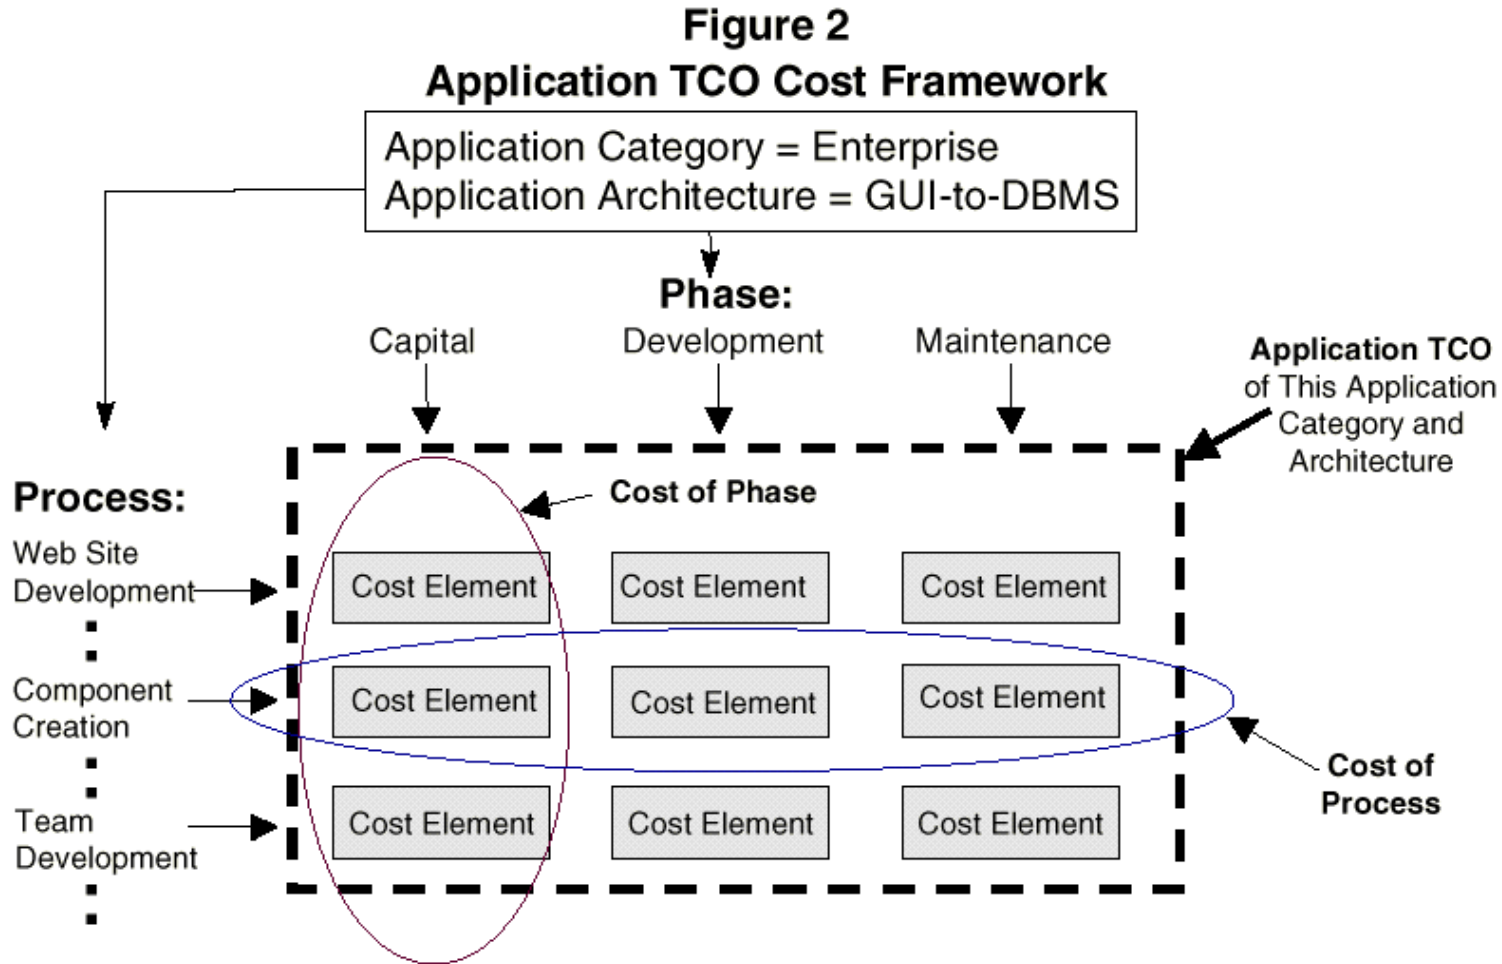 Figure 2
Application TCO Cost Framework
Application Category = Enterprise
Application Architecture = GUI-to-DBMS
Phase:
Capital
Development
Maintenance
Application TCO
of This Application
Category and
Architecture
Process:
Cost of Phase
Web Site
Development
Cost Element
Cost Element
Cost Element
Component
Creation
Cost Element
Cost Element
Cost Element
Cost of
Process
Team
Development
Cost Element
Cost Element
Cost Element